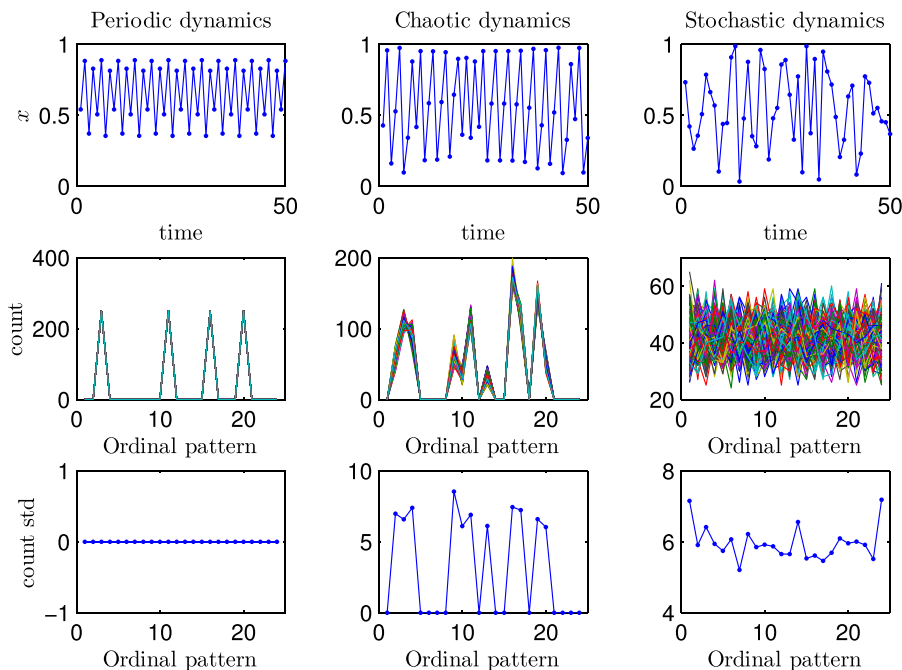 Periodic dynamics Chaotic dynamics Stochastic dynamics
1 1 1
x 0.5 0.5 0.5
0 0 0
0 50 0 50 0 50
time time time
400 200 60
count 200 100 40
0 0 20
0 10 20 0 10 20 0 10 20
Ordinal pattern Ordinal pattern Ordinal pattern
1 10 8
count std 0 5 6
−1 0 4
0 10 20 0 10 20 0 10 20
Ordinal pattern Ordinal pattern Ordinal pattern